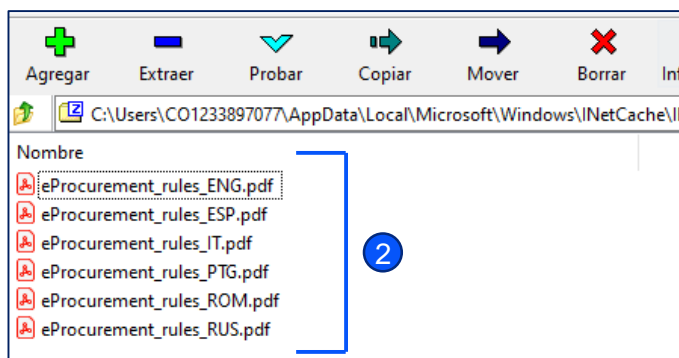 Agregar Extraer Probar Copiar Mover Borrar Inf
C:\Users\CO1233897077\AppData\Local\Microsoft\Windows\INetCache\I
Nombre
eProcurement_rules_ENG.pdf
eProcurement_rules_ESP.pdf
eProcurement_rules_IT.pdf
eProcurement_rules_PTG.pdf
eProcurement_rules_ROM.pdf
eProcurement_rules_RUS.pdf
2